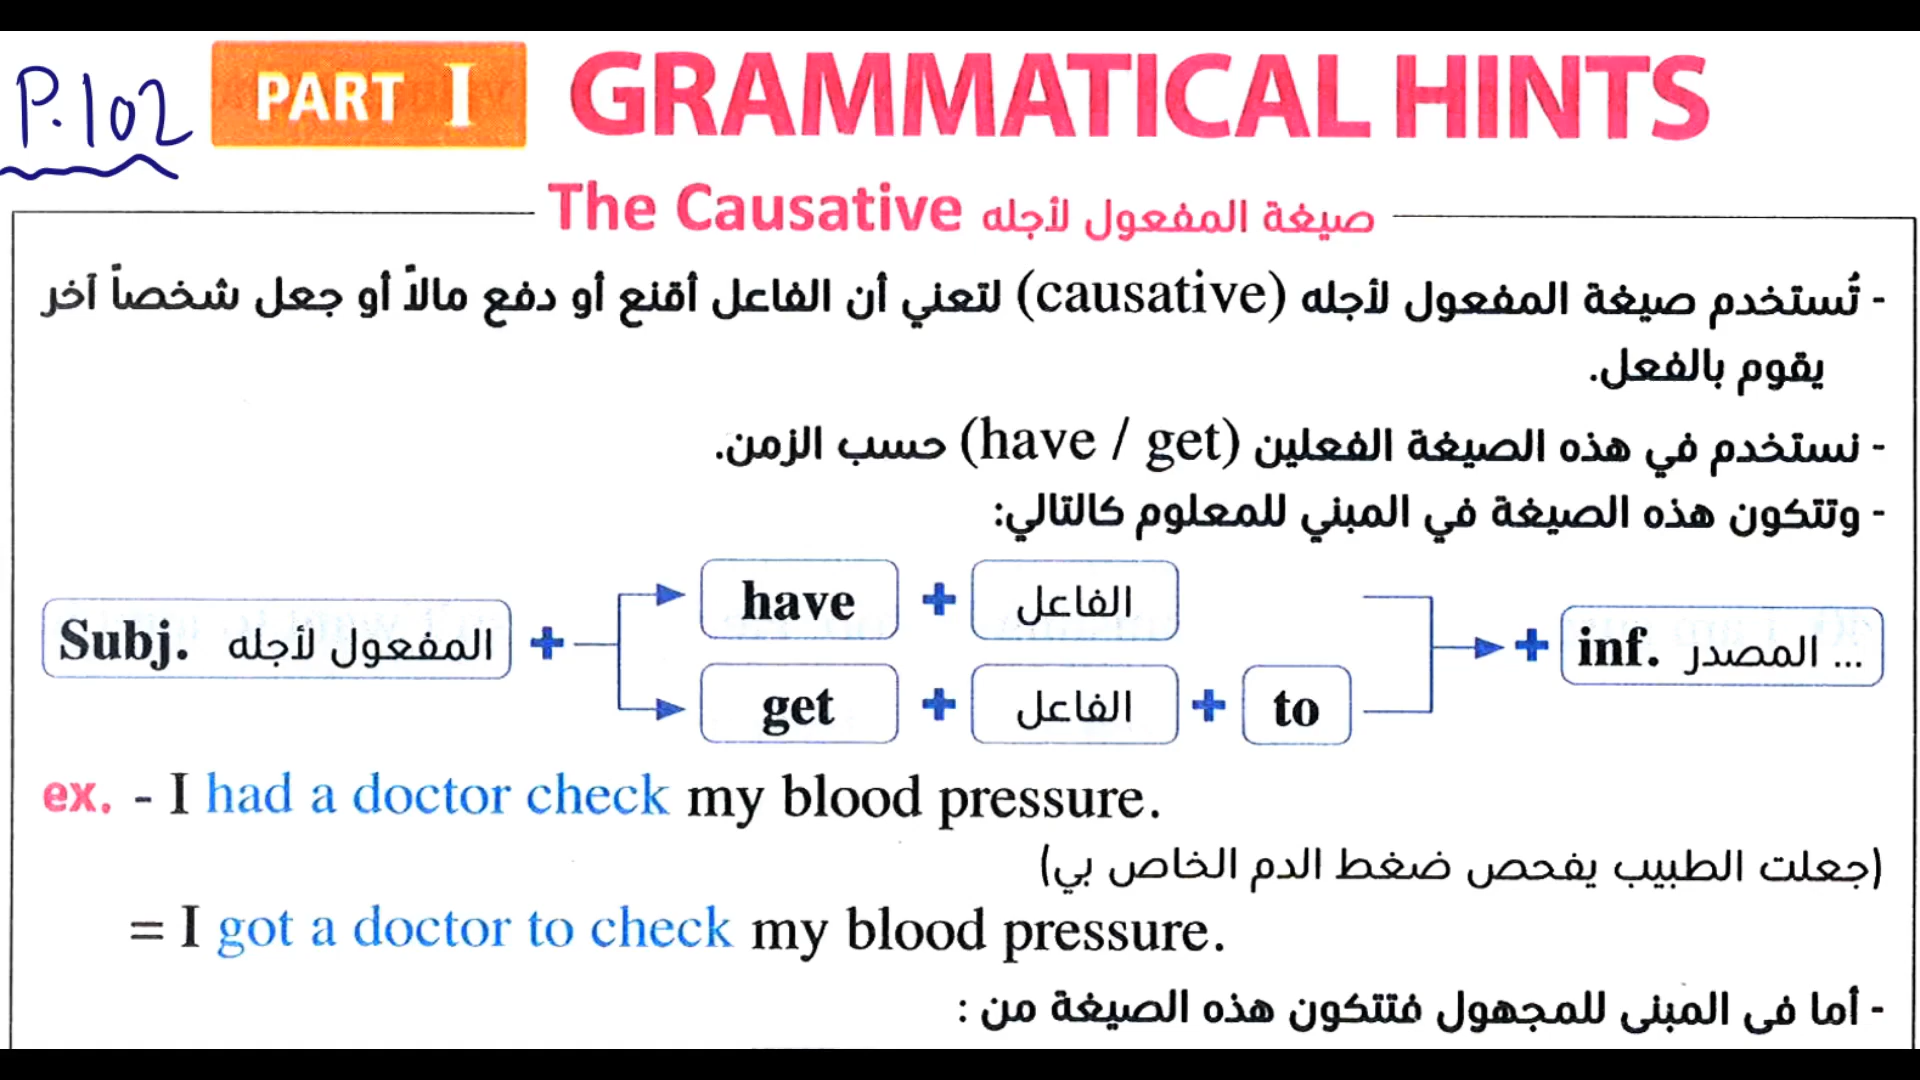 P.102
PART I GRAMMATICAL HINTS
The Causative صيغة المفعول لأجله
- تُستخدم صيغة المفعول لأجله (causative) لتعني أن الفاعل أقنع أو دفع مالاً أو جعل شخصاً آخر
يقوم بالفعل.
- نستخدم في هذه الصيغة الفعلين (have / get) حسب الزمن.
- وتتكون هذه الصيغة في المبني للمعلوم كالتالي:
have + الفاعل
Subj. المفعول لأجله + + inf. المصدر ...
get + الفاعل + to
ex. - I had a doctor check my blood pressure.
(جعلت الطبيب يفحص ضغط الدم الخاص بي)
= I got a doctor to check my blood pressure.
- أما فى المبنى للمجهول فتتكون هذه الصيغة من :